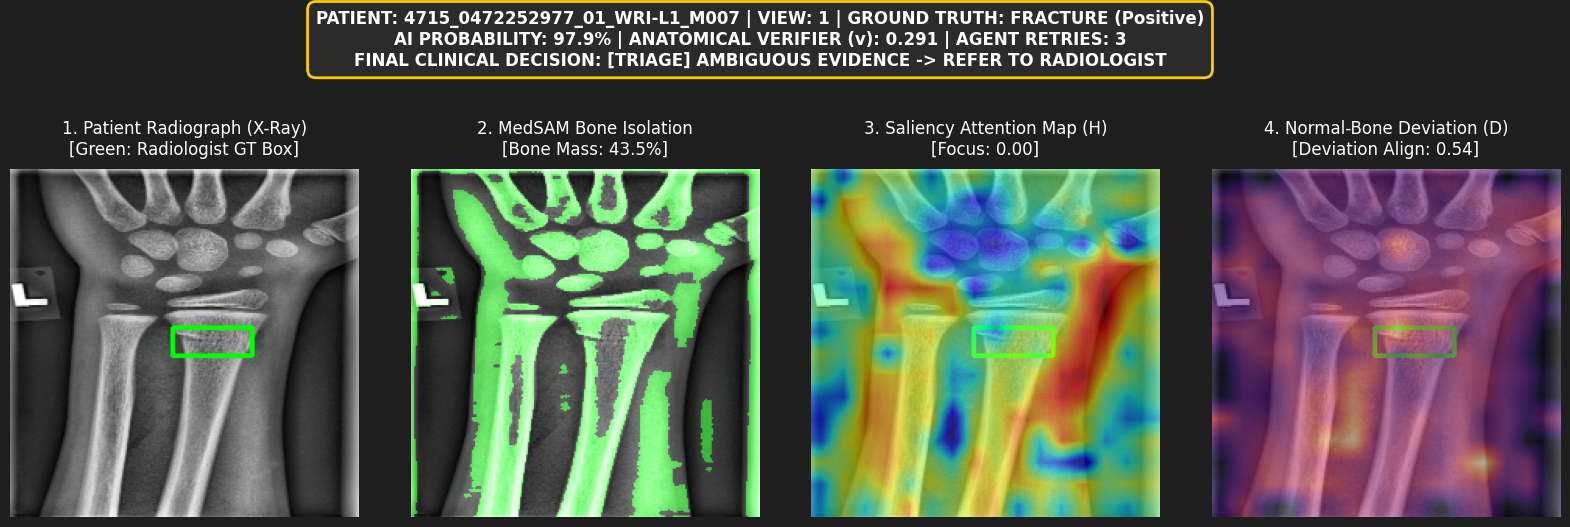 PATIENT: 4715_0472252977_01_WRI-L1_M007 | VIEW: 1 | GROUND TRUTH: FRACTURE (Positive)
AI PROBABILITY: 97.9% | ANATOMICAL VERIFIER (v): 0.291 | AGENT RETRIES: 3
FINAL CLINICAL DECISION: [TRIAGE] AMBIGUOUS EVIDENCE -> REFER TO RADIOLOGIST
1. Patient Radiograph (X-Ray)
[Green: Radiologist GT Box]
2. MedSAM Bone Isolation
[Bone Mass: 43.5%]
3. Saliency Attention Map (H)
[Focus: 0.00]
4. Normal-Bone Deviation (D)
[Deviation Align: 0.54]
L
L
L
L